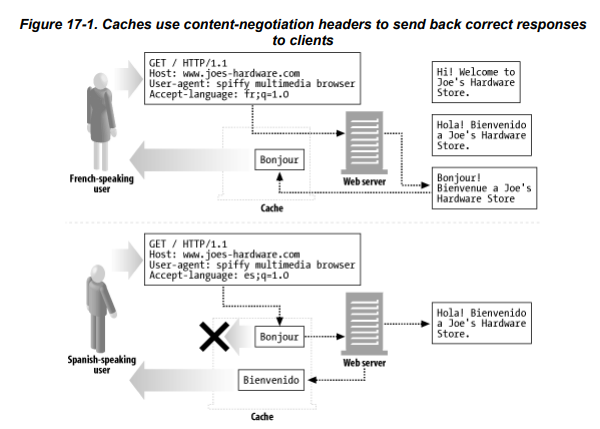 Figure 17-1. Caches use content-negotiation headers to send back correct responses
to clients
GET / HTTP/1.1
Host: www.joes-hardware.com
User-agent: spiffy multimedia browser
Accept-language: fr;q=1.0
Hi! Welcome to
Joe's Hardware
Store.
Hola! Bienvenido
a Joe's Hardware
Store.
Bonjour
French-speaking
user
Web server
Bonjour!
Bienvenue a Joe's
Hardware Store
Cache
GET / HTTP/1.1
Host: www.joes-hardware.com
User-agent: spiffy multimedia browser
Accept-language: es;q=1.0
Hola! Bienvenido
a Joe's Hardware
Store.
Bonjour
Spanish-speaking
user
Web server
Bienvenido
Cache